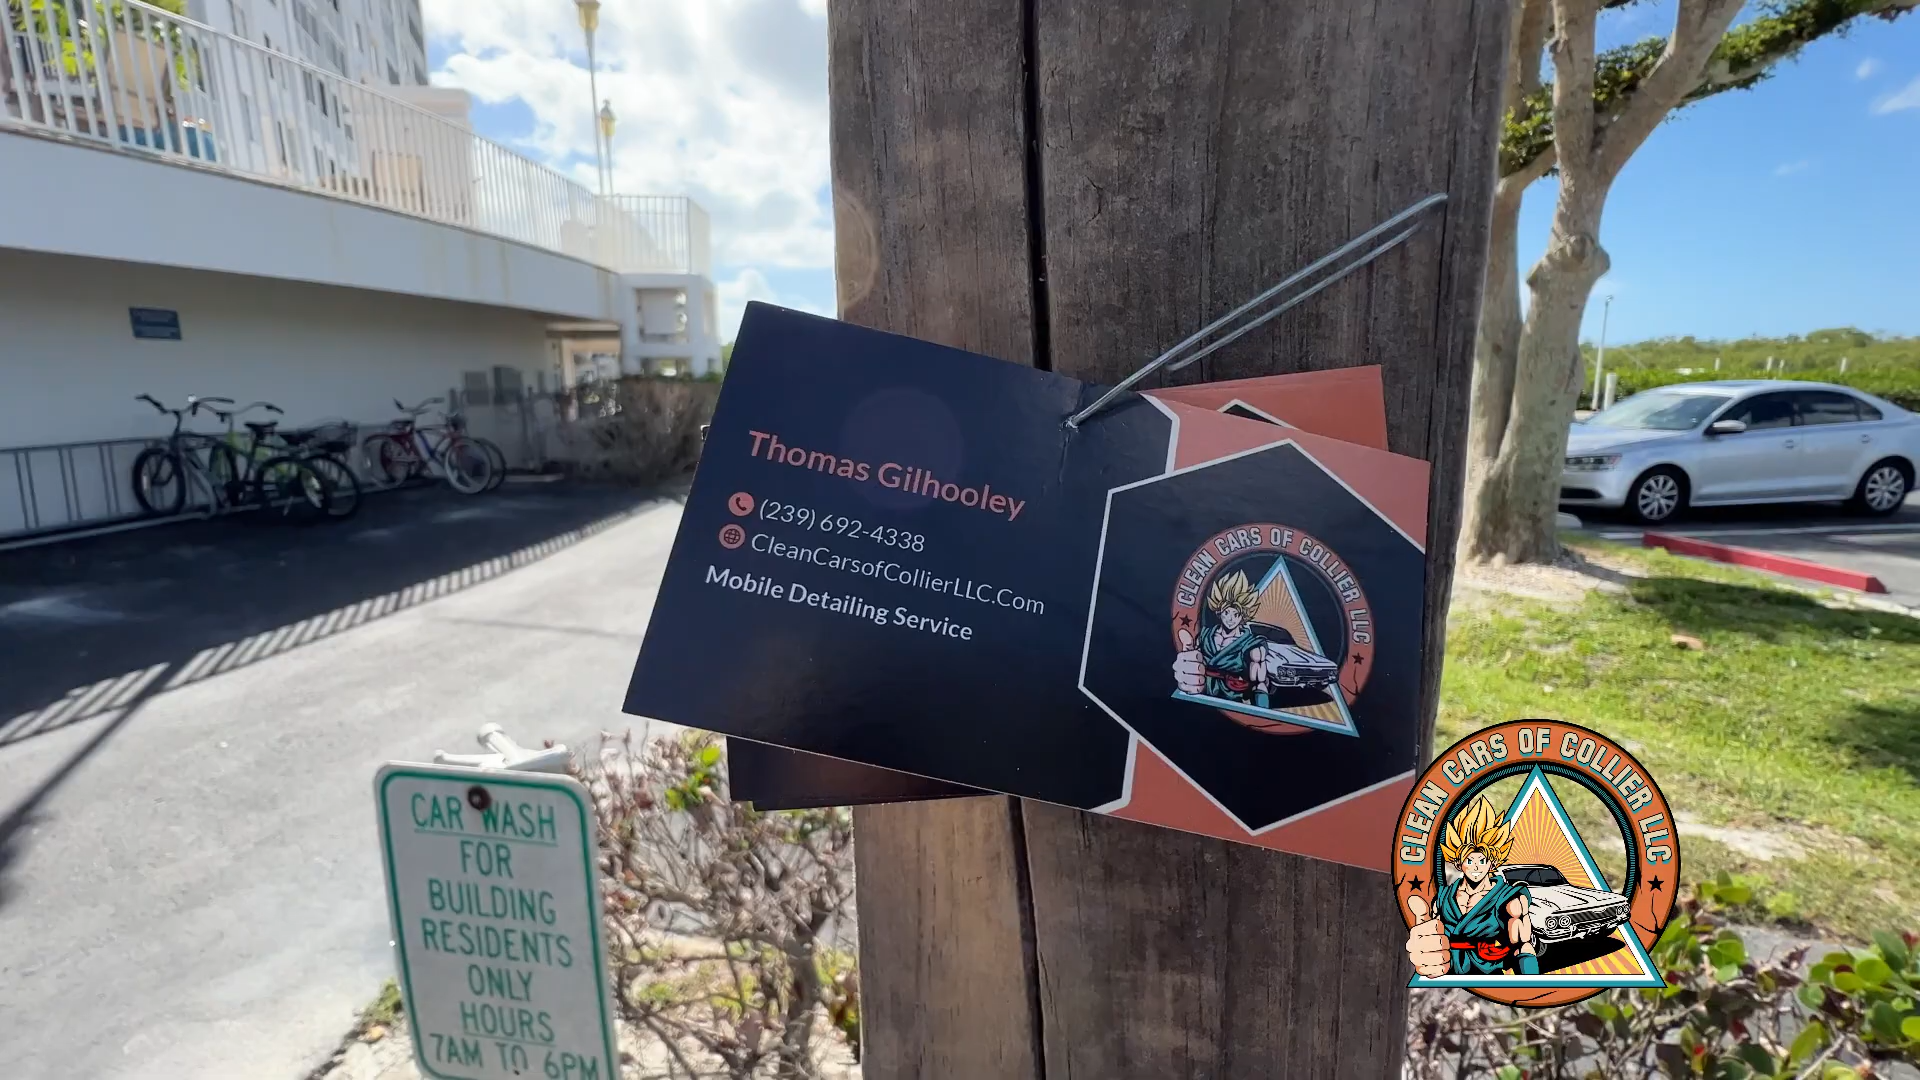 Thomas Gilhooley
(239) 692-4338
CleanCarsofCollierLLC.Com
Mobile Detailing Service
CLEAN CARS OF COLLIER LLC
CAR WASH
FOR
BUILDING
RESIDENTS
ONLY
HOURS
7AM TO 6PM
CLEAN CARS OF COLLIER LLC